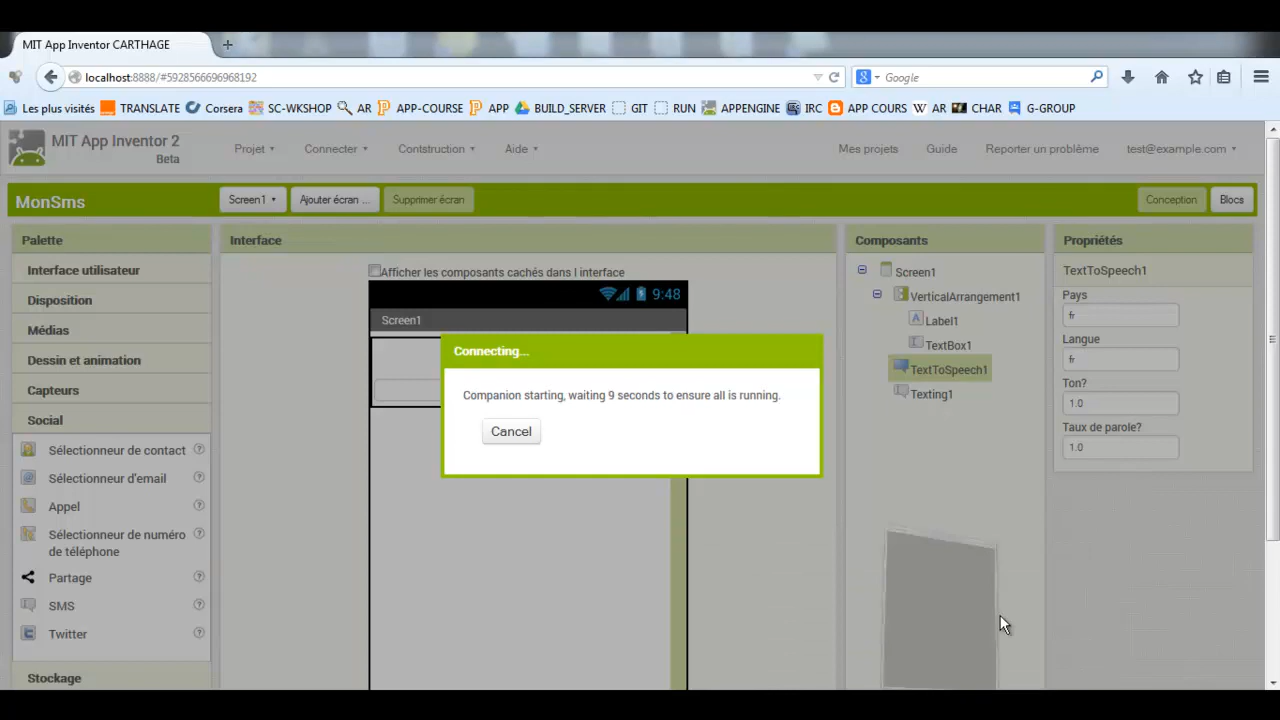 MIT App Inventor CARTHAGE
localhost:8888/#5928566696968192
Google
Les plus visités TRANSLATE Corsera SC-WKSHOP AR APP-COURSE APP BUILD_SERVER GIT RUN APPENGINE IRC APP COURS AR CHAR G-GROUP
MIT App Inventor 2
Beta
Projet Connecter Contstruction Aide Mes projets Guide Reporter un problème test@example.com
MonSms Screen1 Ajouter écran ... Supprimer écran Conception Blocs
Palette
Interface utilisateur
Disposition
Médias
Dessin et animation
Capteurs
Social
Sélectionneur de contact
Sélectionneur d'email
Appel
Sélectionneur de numéro
de téléphone
Partage
SMS
Twitter
Stockage
Interface
Afficher les composants cachés dans l interface
9:48
Screen1
Connecting...
Companion starting, waiting 9 seconds to ensure all is running.
Cancel
Composants
Screen1
VerticalArrangement1
Label1
TextBox1
TextToSpeech1
Texting1
Propriétés
TextToSpeech1
Pays
fr
Langue
fr
Ton?
1.0
Taux de parole?
1.0